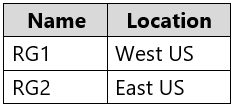 Name Location
RG1 West US
RG2 East US